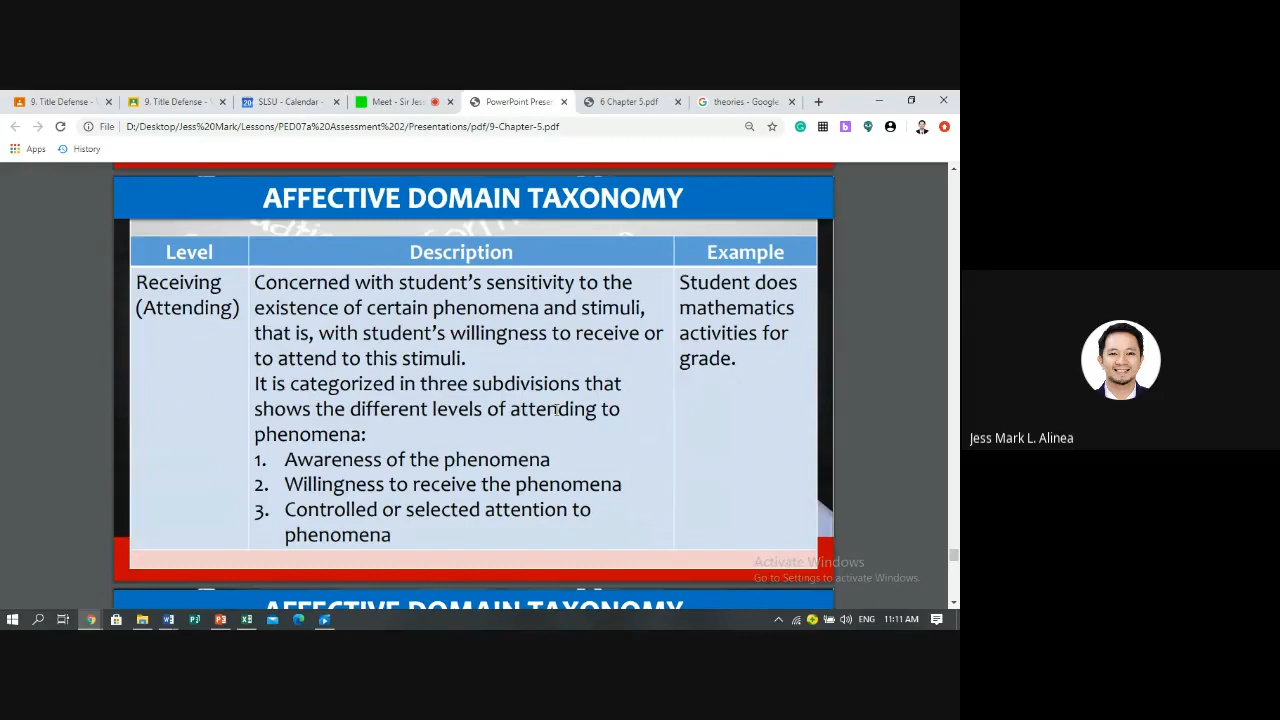 9. Title Defense -
9. Title Defense -
SLSU - Calendar -
Meet - Sir Jess
PowerPoint Prese
6 Chapter 5.pdf
theories - Google
File
D:/Desktop/Jess%20Mark/Lessons/PED07a%20Assessment%202/Presentations/pdf/9-Chapter-5.pdf
Apps
History
AFFECTIVE DOMAIN TAXONOMY
Level
Description
Example
Receiving
(Attending)
Concerned with student's sensitivity to the
existence of certain phenomena and stimuli,
that is, with student's willingness to receive or
to attend to this stimuli.
It is categorized in three subdivisions that
shows the different levels of attending to
phenomena:
1. Awareness of the phenomena
2. Willingness to receive the phenomena
3. Controlled or selected attention to
phenomena
Student does
mathematics
activities for
grade.
Activate Windows
Go to Settings to activate Windows.
AFFECTIVE DOMAIN TAXONOMY
ENG
11:11 AM
Jess Mark L. Alinea